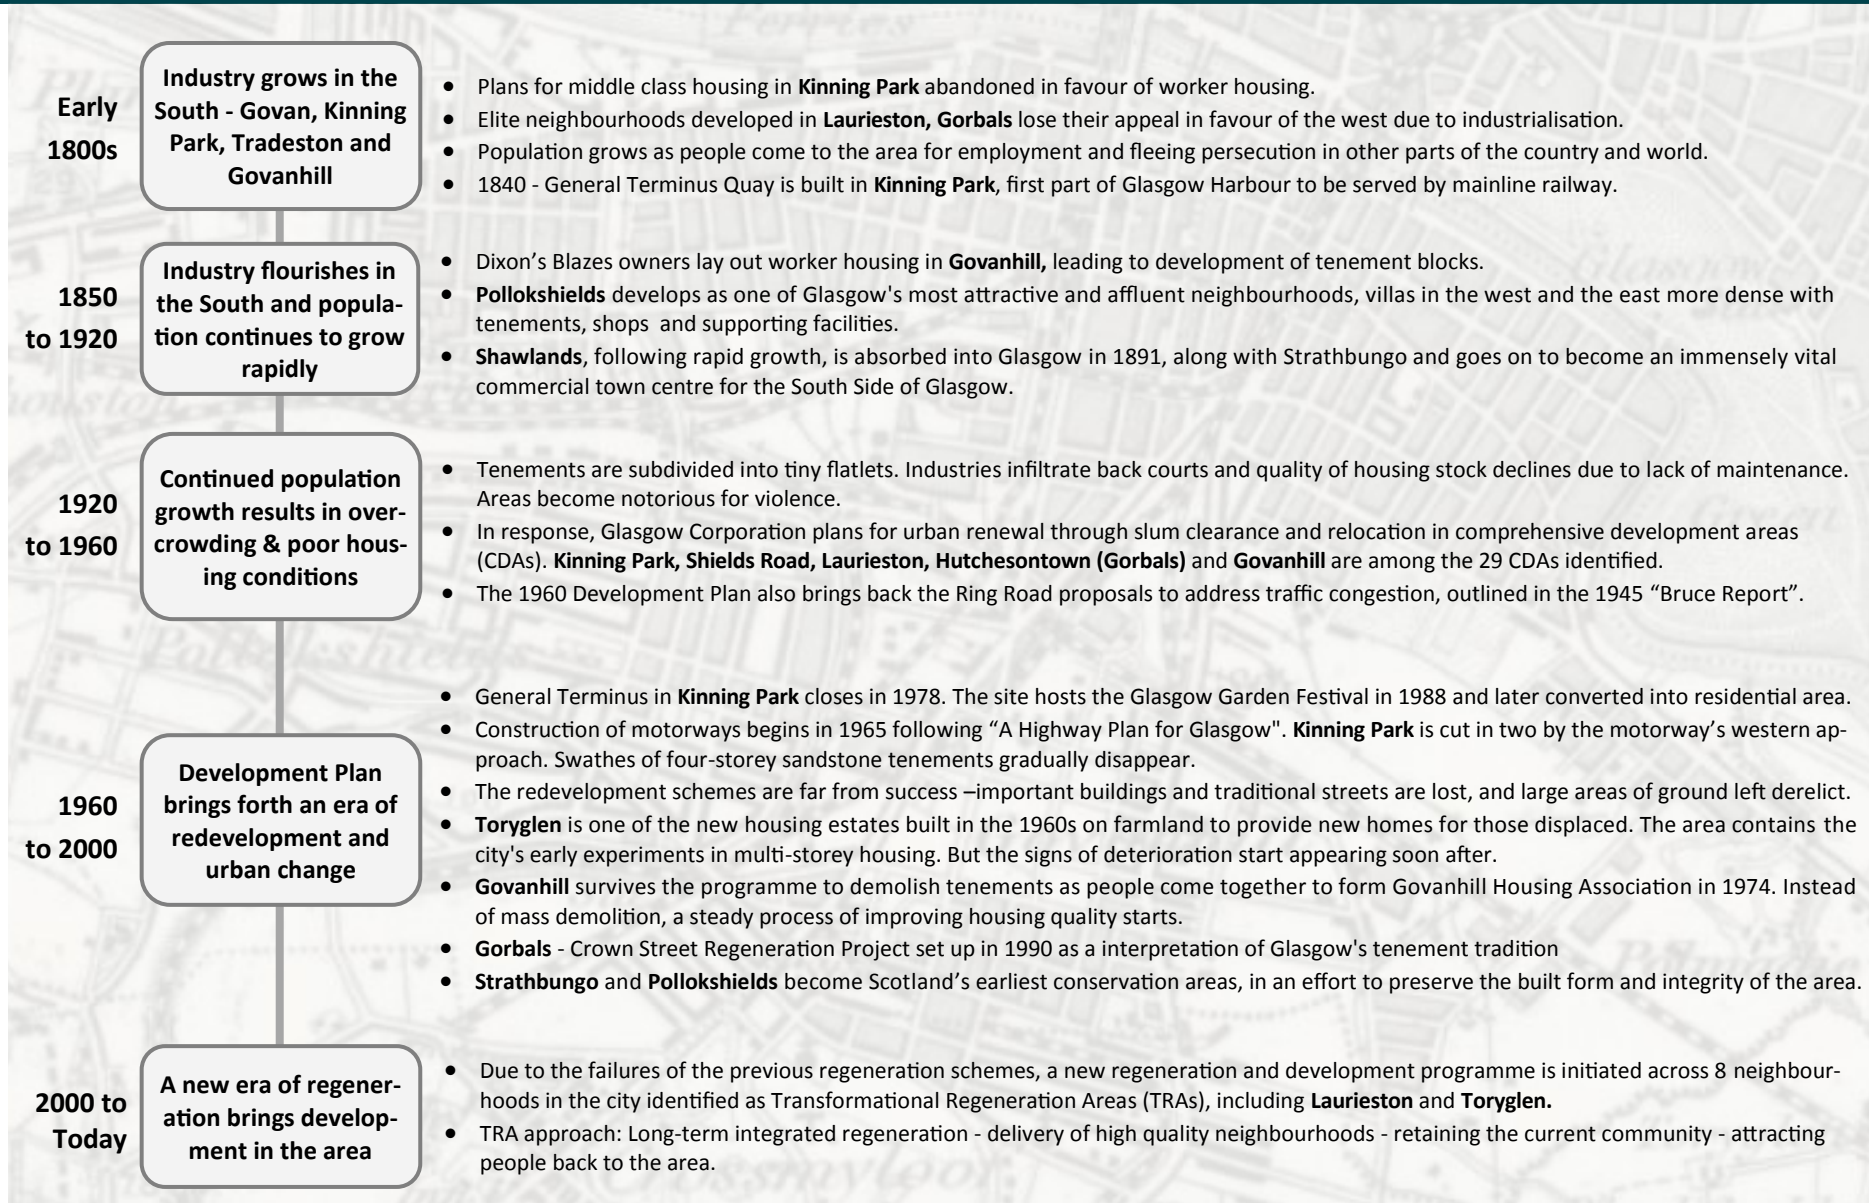 Early
1800s
Industry grows in the
South - Govan, Kinning
Park, Tradeston and
Govanhill
• Plans for middle class housing in Kinning Park abandoned in favour of worker housing.
• Elite neighbourhoods developed in Laurieston, Gorbals lose their appeal in favour of the west due to industrialisation.
• Population grows as people come to the area for employment and fleeing persecution in other parts of the country and world.
• 1840 - General Terminus Quay is built in Kinning Park, first part of Glasgow Harbour to be served by mainline railway.
1850
to 1920
Industry flourishes in
the South and popula-
tion continues to grow
rapidly
• Dixon's Blazes owners lay out worker housing in Govanhill, leading to development of tenement blocks.
• Pollokshields develops as one of Glasgow's most attractive and affluent neighbourhoods, villas in the west and the east more dense with
tenements, shops and supporting facilities.
• Shawlands, following rapid growth, is absorbed into Glasgow in 1891, along with Strathbungo and goes on to become an immensely vital
commercial town centre for the South Side of Glasgow.
1920
to 1960
Continued population
growth results in over-
crowding & poor hous-
ing conditions
• Tenements are subdivided into tiny flatlets. Industries infiltrate back courts and quality of housing stock declines due to lack of maintenance.
Areas become notorious for violence.
• In response, Glasgow Corporation plans for urban renewal through slum clearance and relocation in comprehensive development areas
(CDAs). Kinning Park, Shields Road, Laurieston, Hutchesontown (Gorbals) and Govanhill are among the 29 CDAs identified.
• The 1960 Development Plan also brings back the Ring Road proposals to address traffic congestion, outlined in the 1945 “Bruce Report”.
1960
to 2000
Development Plan
brings forth an era of
redevelopment and
urban change
• General Terminus in Kinning Park closes in 1978. The site hosts the Glasgow Garden Festival in 1988 and later converted into residential area.
• Construction of motorways begins in 1965 following “A Highway Plan for Glasgow". Kinning Park is cut in two by the motorway’s western ap-
proach. Swathes of four-storey sandstone tenements gradually disappear.
• The redevelopment schemes are far from success –important buildings and traditional streets are lost, and large areas of ground left derelict.
• Toryglen is one of the new housing estates built in the 1960s on farmland to provide new homes for those displaced. The area contains the
city's early experiments in multi-storey housing. But the signs of deterioration start appearing soon after.
• Govanhill survives the programme to demolish tenements as people come together to form Govanhill Housing Association in 1974. Instead
of mass demolition, a steady process of improving housing quality starts.
• Gorbals - Crown Street Regeneration Project set up in 1990 as a interpretation of Glasgow's tenement tradition
• Strathbungo and Pollokshields become Scotland’s earliest conservation areas, in an effort to preserve the built form and integrity of the area.
2000 to
Today
A new era of regener-
ation brings develop-
ment in the area
• Due to the failures of the previous regeneration schemes, a new regeneration and development programme is initiated across 8 neighbour-
hoods in the city identified as Transformational Regeneration Areas (TRAs), including Laurieston and Toryglen.
• TRA approach: Long-term integrated regeneration - delivery of high quality neighbourhoods - retaining the current community - attracting
people back to the area.